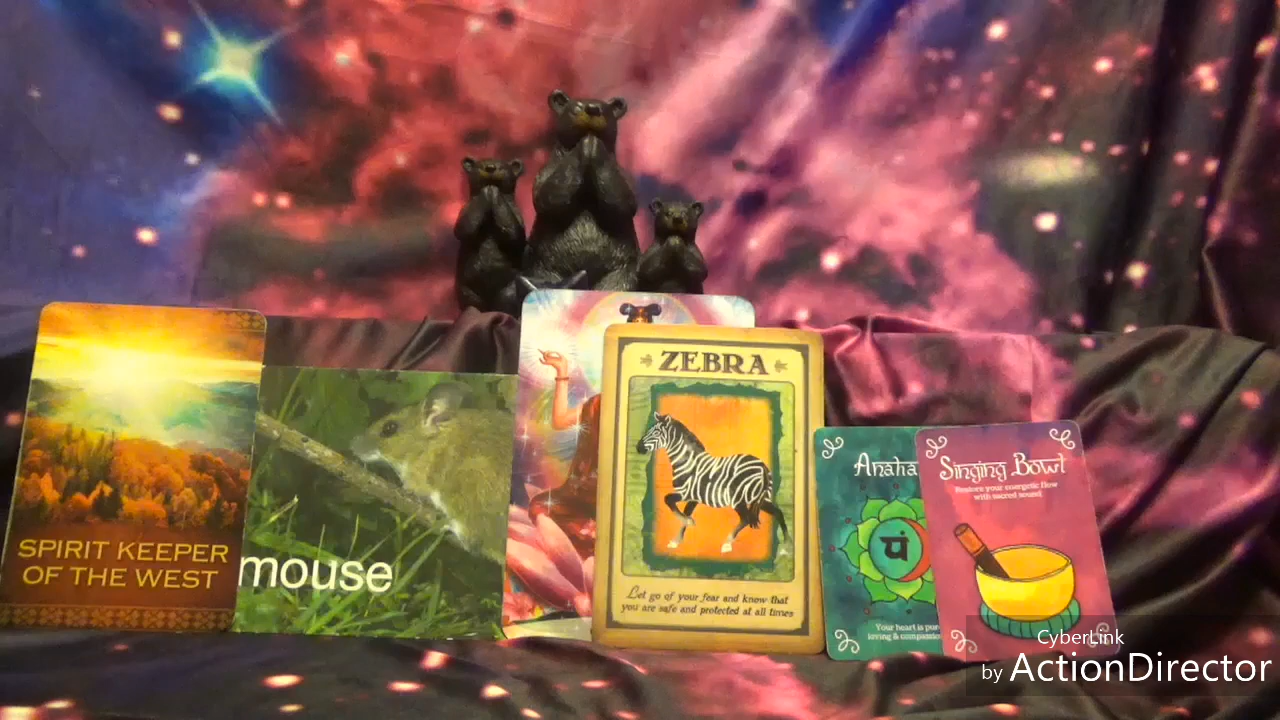 SPIRIT KEEPER
OF THE WEST
mouse
ZEBRA
Let go of your fear and know that
you are safe and protected at all times
Anaha
पं
Your heart is pure
loving & compassio
Singing Bowl
Restore your energetic flow
with sacred sound
CyberLink
by ActionDirector